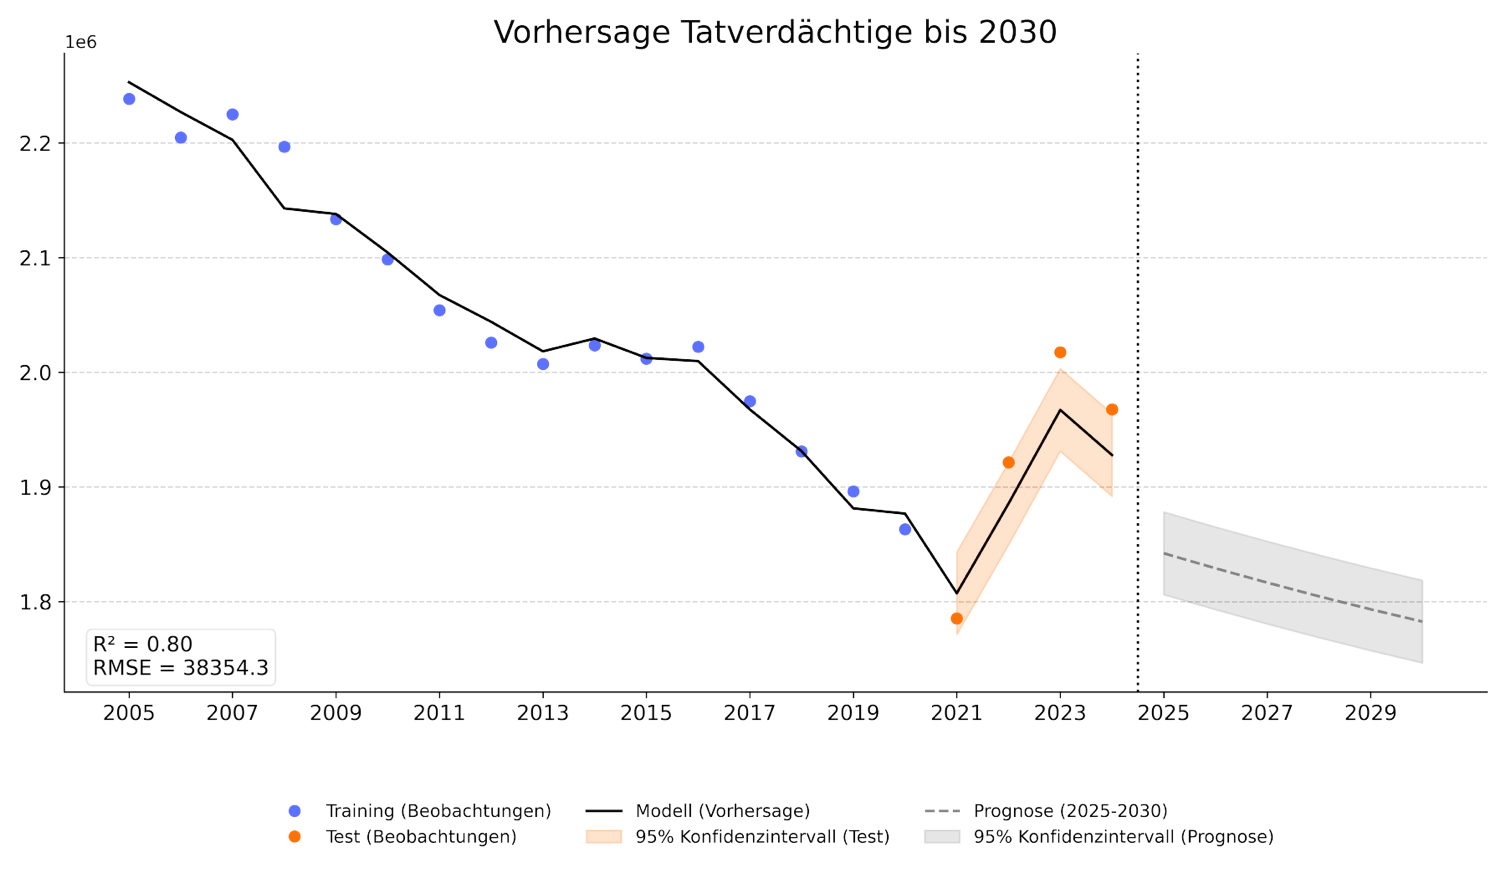 Vorhersage Tatverdächtige bis 2030
1e6
2.2
2.1
2.0
1.9
1.8
R² = 0.80
RMSE = 38354.3
2005 2007 2009 2011 2013 2015 2017 2019 2021 2023 2025 2027 2029
Training (Beobachtungen) Modell (Vorhersage) Prognose (2025-2030)
Test (Beobachtungen) 95% Konfidenzintervall (Test) 95% Konfidenzintervall (Prognose)